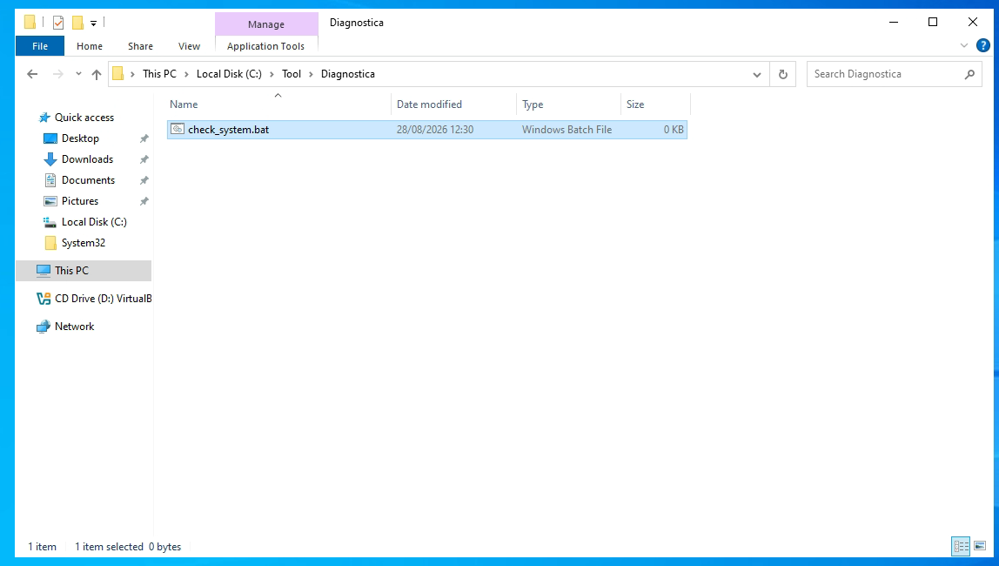 Manage
Diagnostica
File
Home
Share
View
Application Tools
?
This PC
Local Disk (C:)
Tool
Diagnostica
Search Diagnostica
Name
Date modified
Type
Size
Quick access
Desktop
Downloads
Documents
Pictures
Local Disk (C:)
System32
This PC
CD Drive (D:) VirtualB
Network
check_system.bat
28/08/2026 12:30
Windows Batch File
0 KB
1 item
1 item selected 0 bytes